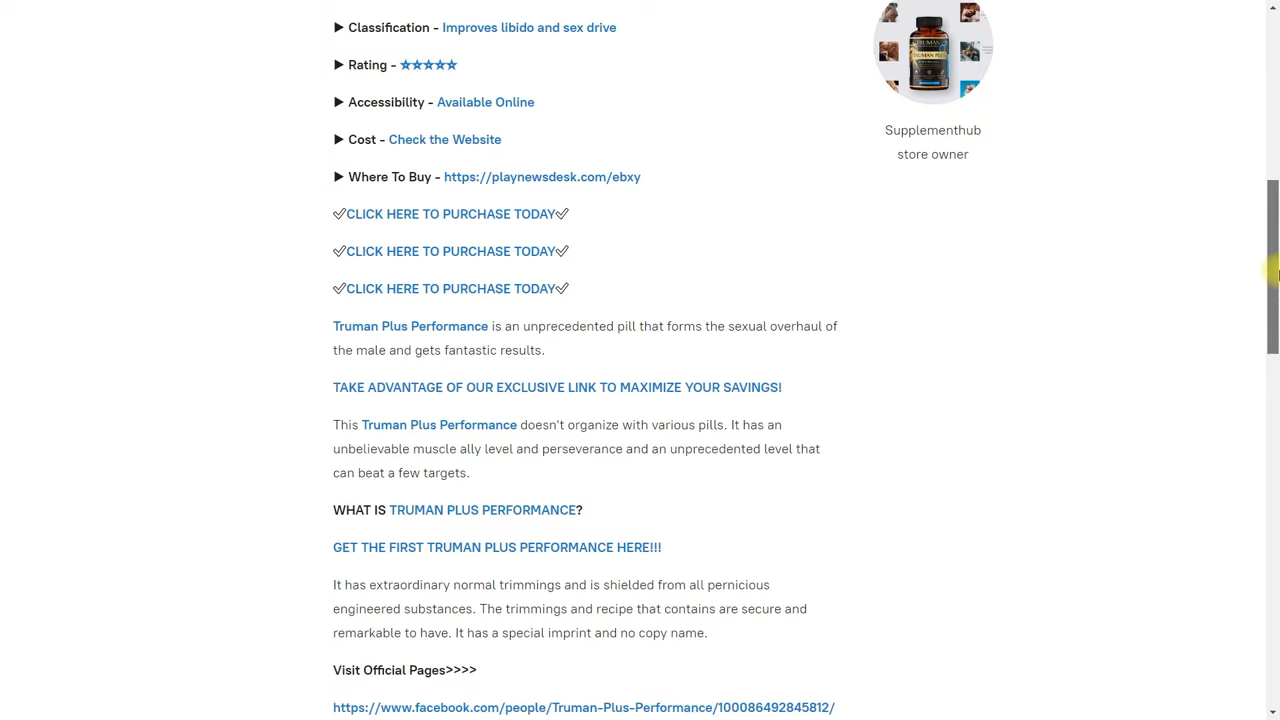 ► Classification - Improves libido and sex drive
► Rating - ☆☆☆☆☆
► Accessibility - Available Online
► Cost - Check the Website
► Where To Buy - https://playnewsdesk.com/ebxy
✅CLICK HERE TO PURCHASE TODAY✅
✅CLICK HERE TO PURCHASE TODAY✅
✅CLICK HERE TO PURCHASE TODAY✅
Truman Plus Performance is an unprecedented pill that forms the sexual overhaul of
the male and gets fantastic results.
TAKE ADVANTAGE OF OUR EXCLUSIVE LINK TO MAXIMIZE YOUR SAVINGS!
This Truman Plus Performance doesn't organize with various pills. It has an
unbelievable muscle ally level and perseverance and an unprecedented level that
can beat a few targets.
WHAT IS TRUMAN PLUS PERFORMANCE?
GET THE FIRST TRUMAN PLUS PERFORMANCE HERE!!!
It has extraordinary normal trimmings and is shielded from all pernicious
engineered substances. The trimmings and recipe that contains are secure and
remarkable to have. It has a special imprint and no copy name.
Visit Official Pages>>>>
https://www.facebook.com/people/Truman-Plus-Performance/100086492845812/
TRUMAN
TRUMAN PLUS
Supplementhub
store owner